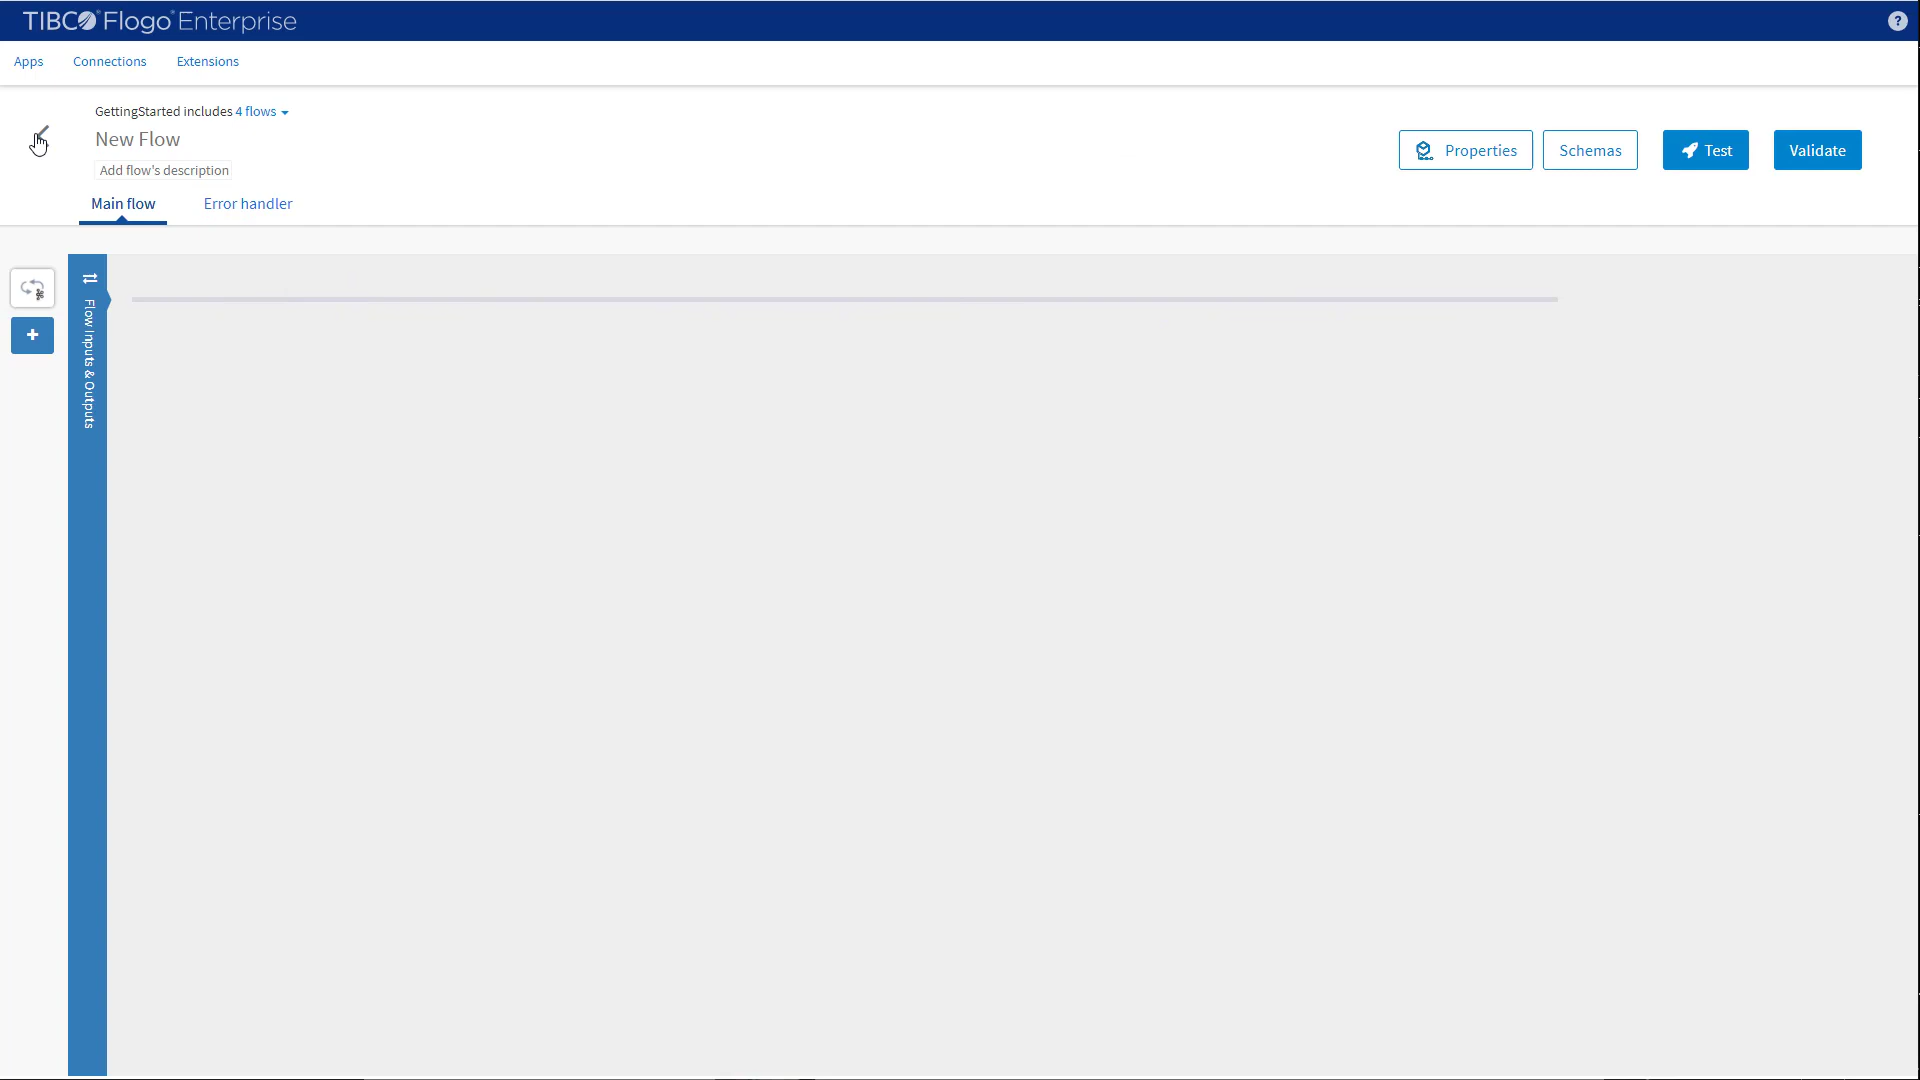 TIBCO Flogo® Enterprise
?
Apps Connections Extensions
GettingStarted includes 4 flows
New Flow
Add flow's description
Properties Schemas Test Validate
Main flow Error handler
Flow Inputs & Outputs
+